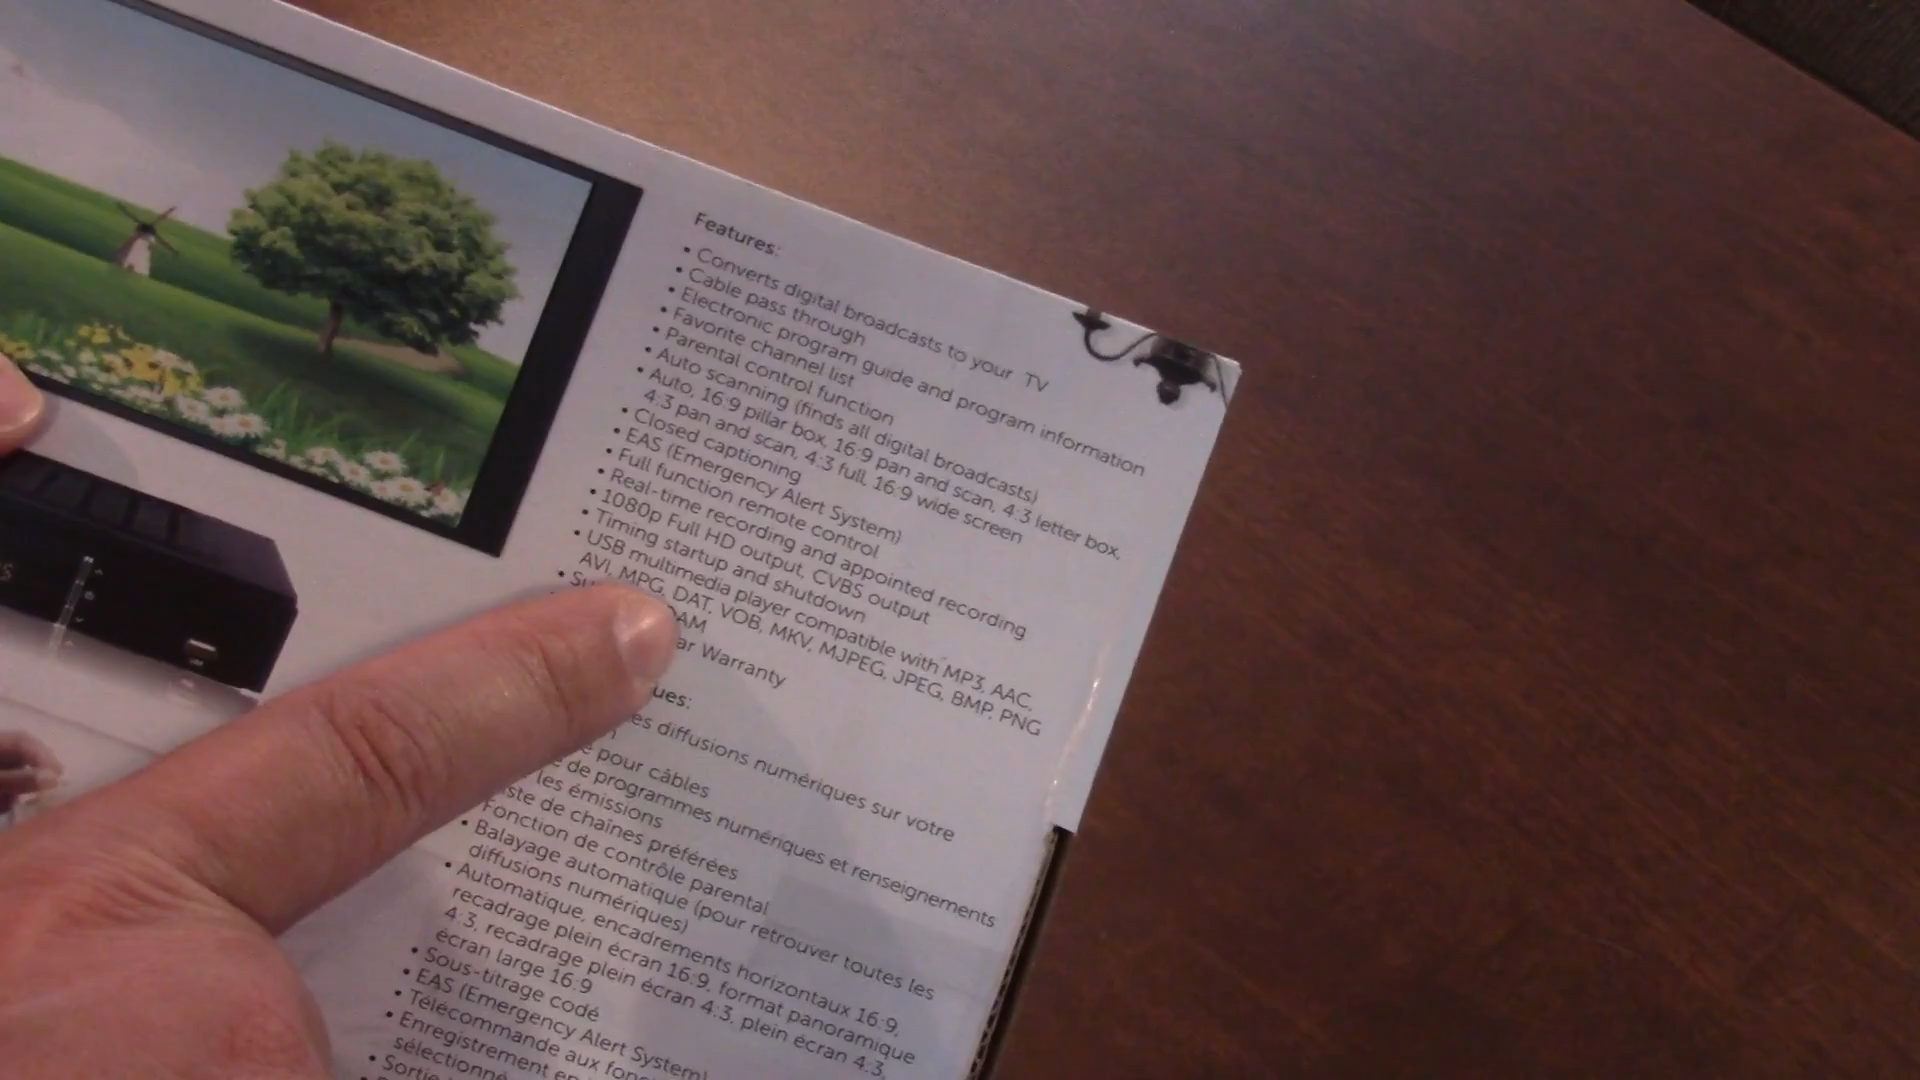 Features:
• Converts digital broadcasts to your TV
• Cable pass through
• Electronic program guide and program information
• Favorite channel list
• Parental control function
• Auto scanning (finds all digital broadcasts)
• Auto, 16:9 pillar box, 16:9 pan and scan, 4:3 letter box,
4:3 pan and scan, 4:3 full, 16:9 wide screen
• Closed captioning
• EAS (Emergency Alert System)
• Full function remote control
• Real-time recording and appointed recording
• 1080p Full HD output, CVBS output
• Timing startup and shutdown
• USB multimedia player compatible with MP3, AAC,
AVI, MPG, DAT, VOB, MKV, MJPEG, JPEG, BMP, PNG
Warranty
diffusions numériques sur votre
pour câbles
de programmes numériques et renseignements
les émissions
de chaînes préférées
Fonction de contrôle parental
• Balayage automatique (pour retrouver toutes les
diffusions numériques)
• Automatique, encadrements horizontaux 16:9,
recadrage plein écran 16:9, format panoramique
4:3, recadrage plein écran 4:3, plein écran 4:3,
écran large 16:9
• Sous-titrage codé
• EAS (Emergency Alert System)
• Télécommande aux
• Enregistrement